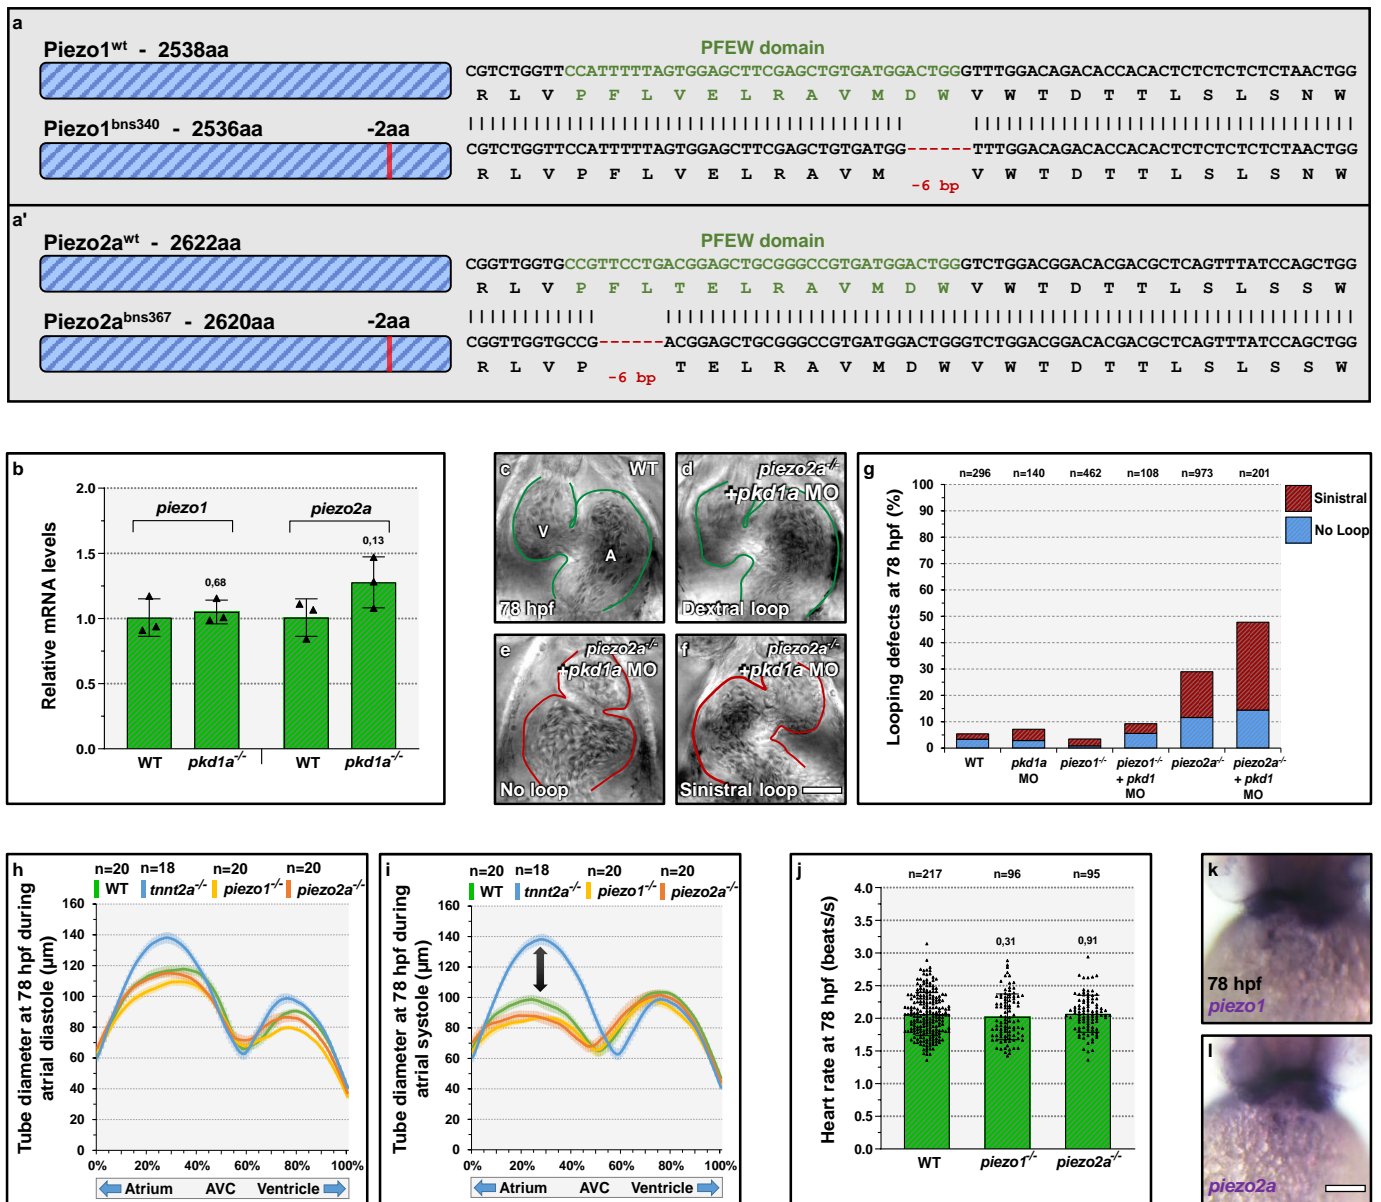 a
Piezo1wt - 2538aa
PFEW domain
CGTCTGGTTCCATTTTTAGTGGAGCTTCGAGCTGTGATGGACTGGGTTTGGACAGACACCACACTCTCTCTCTCTAACTGG
R L V P F L V E L R A V M D W V W T D T T L S L S N W
Piezo1bns340 - 2536aa -2aa
CGTCTGGTTCCATTTTTAGTGGAGCTTCGAGCTGTGATGG------TTTGGACAGACACCACACTCTCTCTCTCTAACTGG
R L V P F L V E L R A V M V W T D T T L S L S N W
-6 bp
a'
Piezo2awt - 2622aa
PFEW domain
CGGTTGGTGCCGTTCCTGACGGAGCTGCGGGCCGTGATGGACTGGGTCTGGACGGACACGACGCTCAGTTTATCCAGCTGG
R L V P F L T E L R A V M D W V W T D T T L S L S S W
Piezo2abns367 - 2620aa -2aa
CGGTTGGTGCCG------ACGGAGCTGCGGGCCGTGATGGACTGGGTCTGGACGGACACGACGCTCAGTTTATCCAGCTGG
R L V P T E L R A V M D W V W T D T T L S L S S W
-6 bp
b
Relative mRNA levels
2.0
1.5
1.0
0.5
0.0
piezo1
piezo2a
0,68
0,13
WT pkd1a-/- WT pkd1a-/-
c
WT
V
A
78 hpf
d
piezo2a-/-
+pkd1a MO
Dextral loop
e
piezo2a-/-
+pkd1a MO
No loop
f
piezo2a-/-
+pkd1a MO
Sinistral loop
g
n=296 n=140 n=462 n=108 n=973 n=201
Looping defects at 78 hpf (%)
100
90
80
70
60
50
40
30
20
10
0
Sinistral
No Loop
WT
pkd1a
MO
piezo1-/-
piezo1-/-
+ pkd1
MO
piezo2a-/-
piezo2a-/-
+ pkd1
MO
h
n=20 n=18 n=20 n=20
WT tnnt2a-/- piezo1-/- piezo2a-/-
Tube diameter at 78 hpf during
atrial diastole (µm)
160
140
120
100
80
60
40
20
0
0% 20% 40% 60% 80% 100%
Atrium AVC Ventricle
i
n=20 n=18 n=20 n=20
WT tnnt2a-/- piezo1-/- piezo2a-/-
Tube diameter at 78 hpf during
atrial systole (µm)
160
140
120
100
80
60
40
20
0
0% 20% 40% 60% 80% 100%
Atrium AVC Ventricle
j
n=217 n=96 n=95
Heart rate at 78 hpf (beats/s)
4.0
3.5
3.0
2.5
2.0
1.5
1.0
0.5
0.0
0,31
0,91
WT piezo1-/- piezo2a-/-
k
78 hpf
piezo1
l
piezo2a